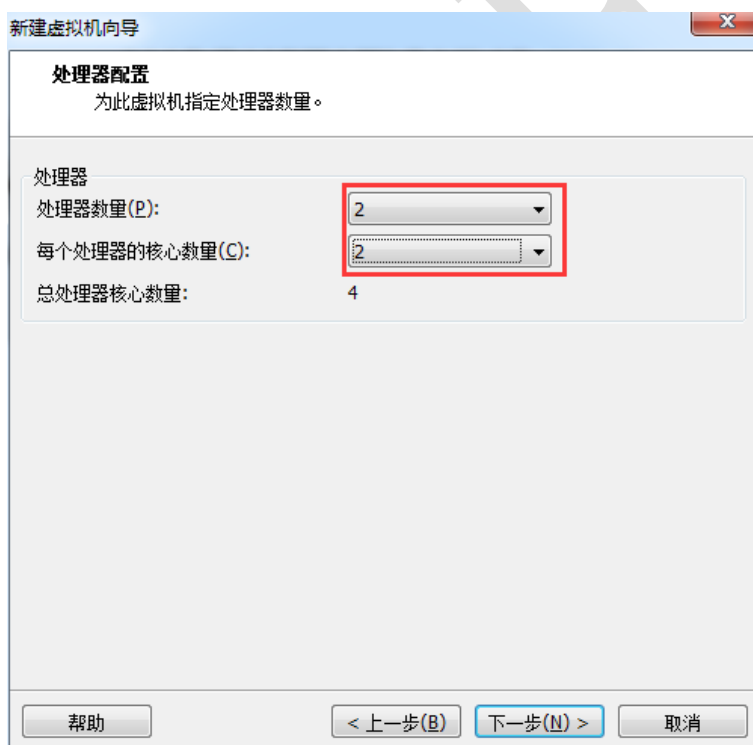 新建虚拟机向导
处理器配置
为此虚拟机指定处理器数量。
处理器
处理器数量(P): 2
每个处理器的核心数量(C): 2
总处理器核心数量: 4
帮助 < 上一步(B) 下一步(N) > 取消